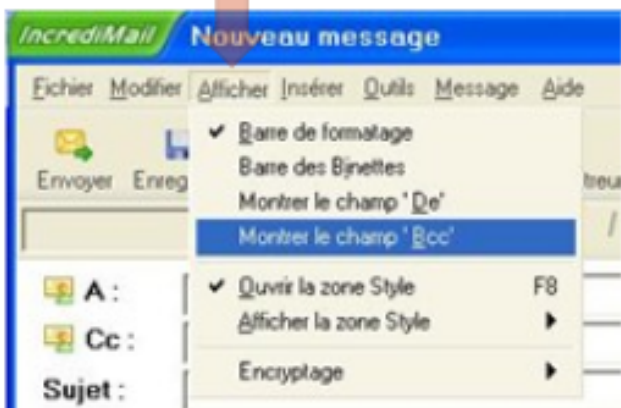 IncrediMail Nouveau message
Fichier Modifier Afficher Insérer Outils Message Aide
Envoyer
Barre de formatage
Barre des Binettes
Montrer le champ 'De'
Montrer le champ 'Bcc'
Ouvrir la zone Style F8
Afficher la zone Style
Encryptage
A :
Cc :
Sujet :